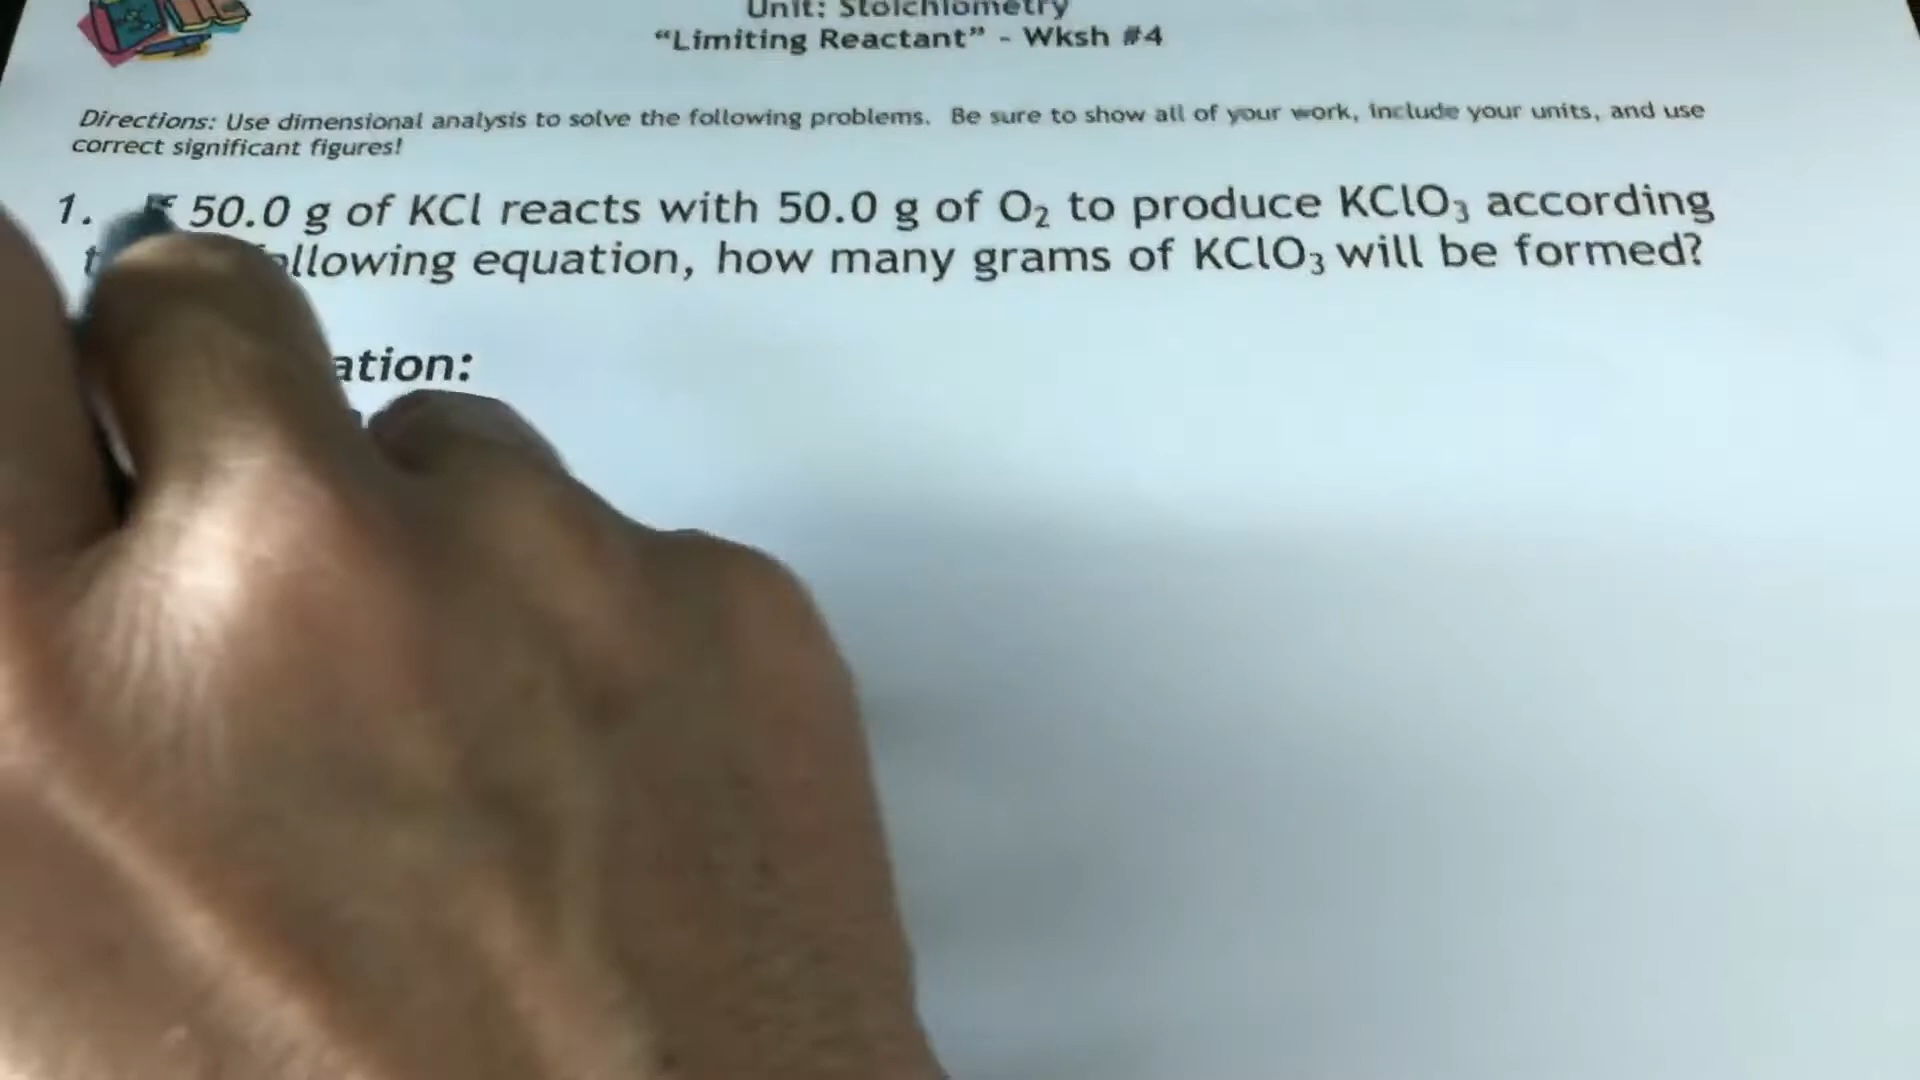 Unit: Stoichiometry
"Limiting Reactant" - Wksh #4
Directions: Use dimensional analysis to solve the following problems. Be sure to show all of your work, include your units, and use
correct significant figures!
1. 50.0 g of KCl reacts with 50.0 g of O₂ to produce KClO₃ according
ollowing equation, how many grams of KClO₃ will be formed?
ation: